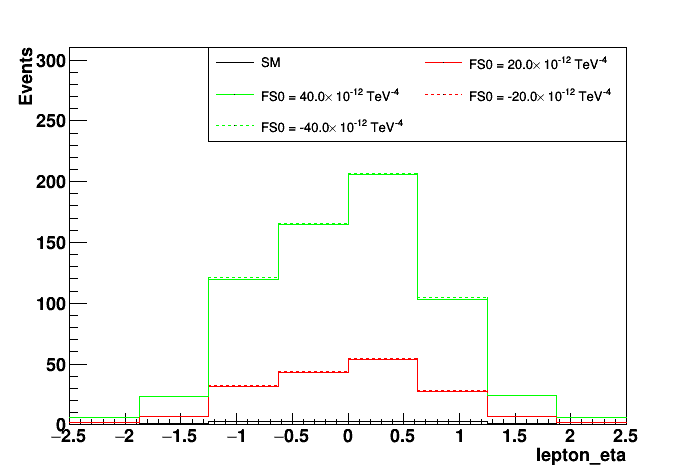 Events
300
250
200
150
100
50
0
SM
FS0 = 20.0× 10⁻¹² TeV⁻⁴
FS0 = 40.0× 10⁻¹² TeV⁻⁴
FS0 = -20.0× 10⁻¹² TeV⁻⁴
FS0 = -40.0× 10⁻¹² TeV⁻⁴
−2.5 −2 −1.5 −1 −0.5 0 0.5 1 1.5 2 2.5
lepton_eta